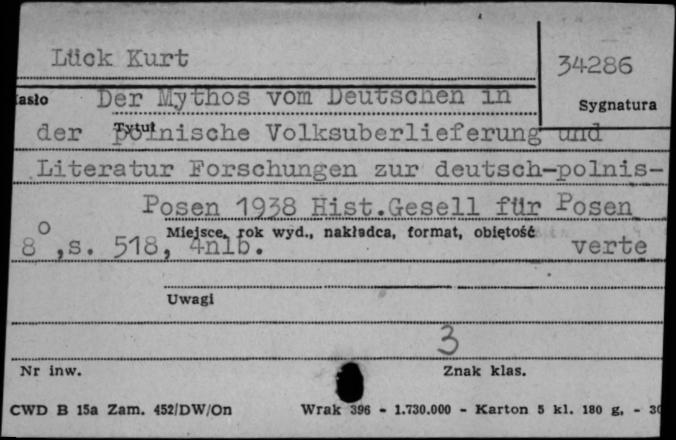 Lück Kurt
34286
asło
Der Mythos vom Deutschen in
Sygnatura
Tytuł
der polnische Volksuberlieferung und
Literatur Forschungen zur deutsch-polnis-
Posen 1938 Hist.Gesell für Posen
Miejsce, rok wyd., nakładca, format, objętość
8°,s. 518, 4nlb. verte
Uwagi
3
Nr inw. Znak klas.
CWD B 15a Zam. 452/DW/On Wrak 396 - 1.730.000 - Karton 5 kl. 180 g. - 30